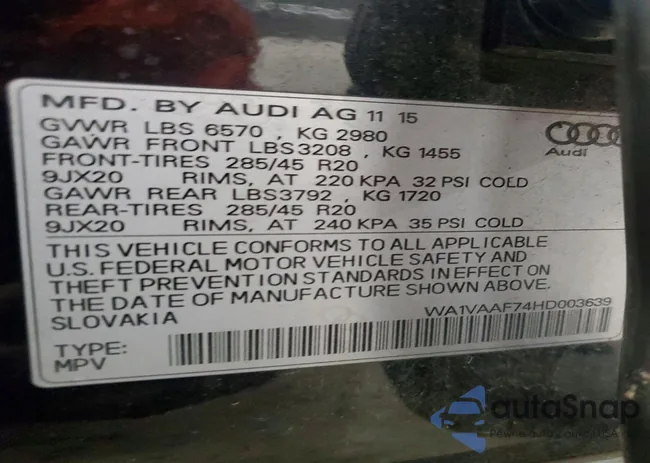 MFD. BY AUDI AG 11 15
GVWR LBS 6570 , KG 2980
GAWR FRONT LBS3208 , KG 1455
FRONT-TIRES 285/45 R20
9JX20 RIMS, AT 220 KPA 32 PSI COLD
GAWR REAR LBS3792 , KG 1720
REAR-TIRES 285/45 R20
9JX20 RIMS, AT 240 KPA 35 PSI COLD
Audi
THIS VEHICLE CONFORMS TO ALL APPLICABLE
U.S. FEDERAL MOTOR VEHICLE SAFETY AND
THEFT PREVENTION STANDARDS IN EFFECT ON
THE DATE OF MANUFACTURE SHOWN ABOVE.
SLOVAKIA
WA1VAAF74HD003639
TYPE:
MPV
autoSnap